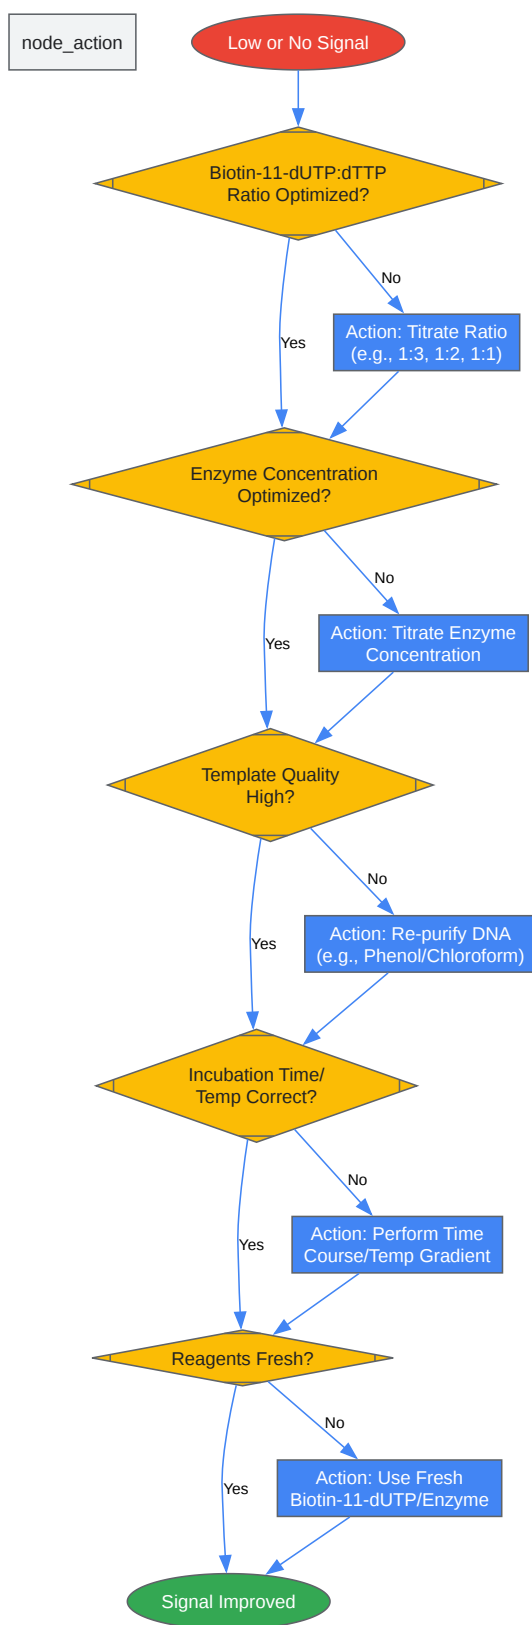 node_action
Low or No Signal
Biotin-11-dUTP:dTTP
Ratio Optimized?
No
Action: Titrate Ratio
(e.g., 1:3, 1:2, 1:1)
Yes
Enzyme Concentration
Optimized?
No
Action: Titrate Enzyme
Concentration
Yes
Template Quality
High?
No
Action: Re-purify DNA
(e.g., Phenol/Chloroform)
Yes
Incubation Time/
Temp Correct?
No
Action: Perform Time
Course/Temp Gradient
Yes
Reagents Fresh?
No
Action: Use Fresh
Biotin-11-dUTP/Enzyme
Yes
Signal Improved